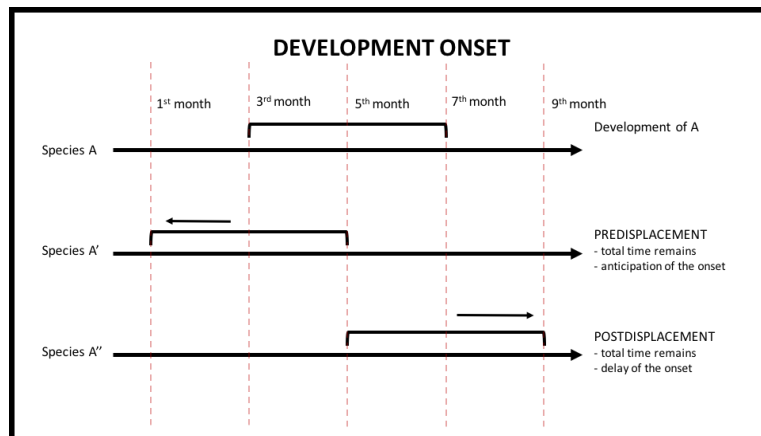 DEVELOPMENT ONSET
1st month
3rd month
5th month
7th month
9th month
Species A
Development of A
Species A′
PREDISPLACEMENT
- total time remains
- anticipation of the onset
Species A′′
POSTDISPLACEMENT
- total time remains
- delay of the onset